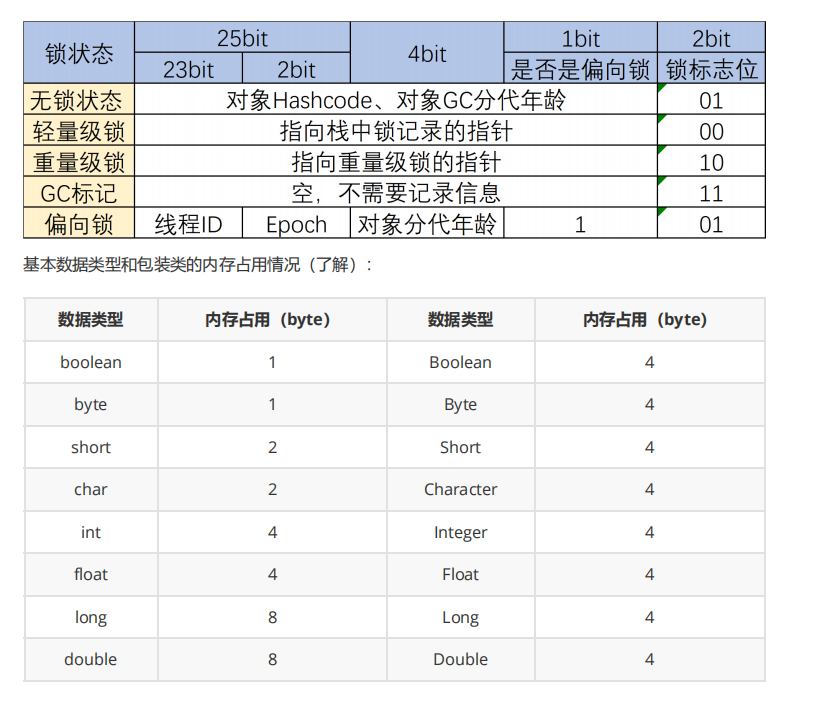 锁状态 25bit 4bit 1bit 2bit
23bit 2bit 是否是偏向锁 锁标志位
无锁状态 对象Hashcode、对象GC分代年龄 01
轻量级锁 指向栈中锁记录的指针 00
重量级锁 指向重量级锁的指针 10
GC标记 空，不需要记录信息 11
偏向锁 线程ID Epoch 对象分代年龄 1 01
基本数据类型和包装类的内存占用情况（了解）：
数据类型 内存占用（byte） 数据类型 内存占用（byte）
boolean 1 Boolean 4
byte 1 Byte 4
short 2 Short 4
char 2 Character 4
int 4 Integer 4
float 4 Float 4
long 8 Long 4
double 8 Double 4